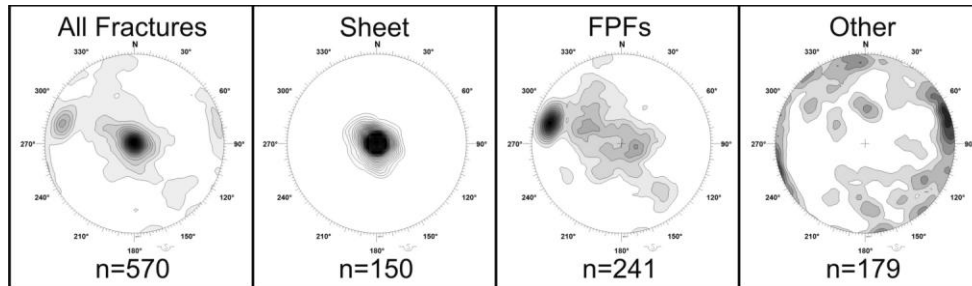 All Fractures
N
330° 30°
300° 60°
270° 90°
240° 120°
210° 150°
180°
n=570
Sheet
N
330° 30°
300° 60°
270° 90°
240° 120°
210° 150°
180°
n=150
FPFs
N
330° 30°
300° 60°
270° 90°
240° 120°
210° 150°
180°
n=241
Other
N
330° 30°
300° 60°
270° 90°
240° 120°
210° 150°
180°
n=179